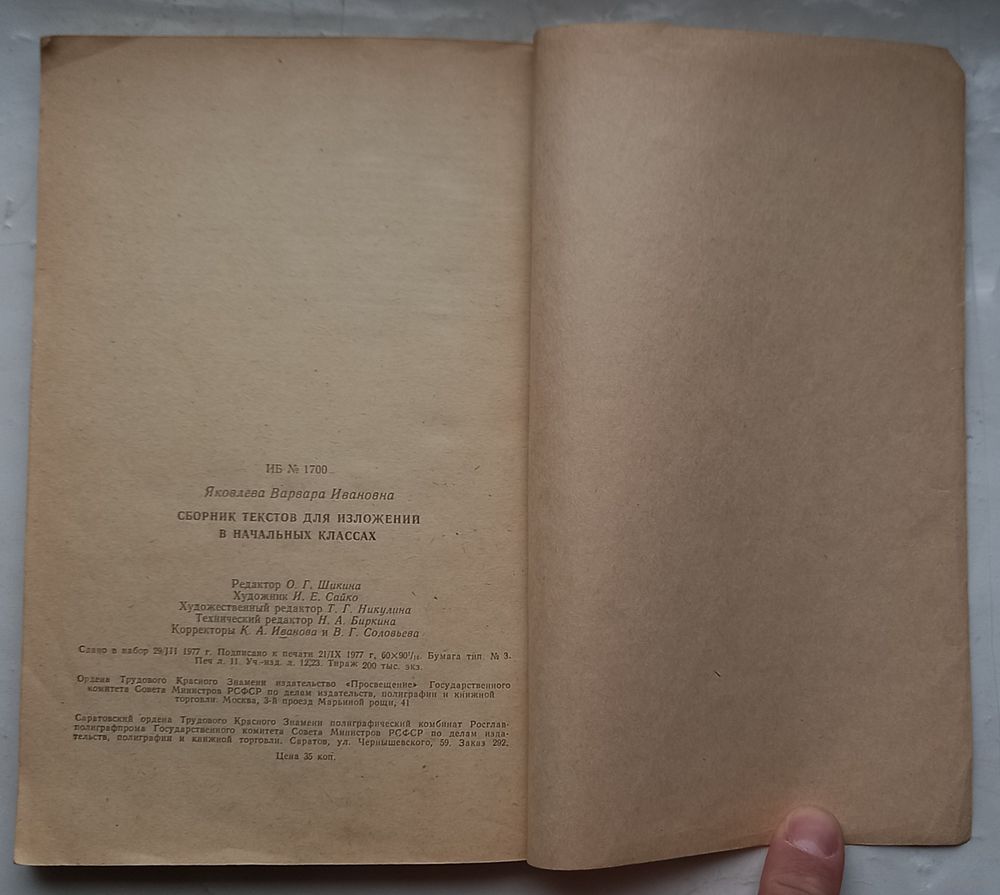 ИБ № 1700
Яковлева Варвара Ивановна
СБОРНИК ТЕКСТОВ ДЛЯ ИЗЛОЖЕНИЙ
В НАЧАЛЬНЫХ КЛАССАХ
Редактор О. Г. Шикина
Художник И. Е. Сайко
Художественный редактор Т. Г. Никулина
Технический редактор Н. А. Биркина
Корректоры К. А. Иванова и В. Г. Соловьева
Сдано в набор 29/III 1977 г. Подписано к печати 21/IX 1977 г. 60×90¹/₁₆. Бумага тип. № 3.
Печ л. 11. Уч.-изд. л. 12,23. Тираж 200 тыс. экз.
Ордена Трудового Красного Знамени издательство «Просвещение» Государственного
комитета Совета Министров РСФСР по делам издательств, полиграфии и книжной
торговли. Москва, 3-й проезд Марьиной рощи, 41
Саратовский ордена Трудового Красного Знамени полиграфический комбинат Росглав-
полиграфпрома Государственного комитета Совета Министров РСФСР по делам изда-
тельств, полиграфии и книжной торговли. Саратов, ул. Чернышевского, 59. Заказ 292.
Цена 35 коп.